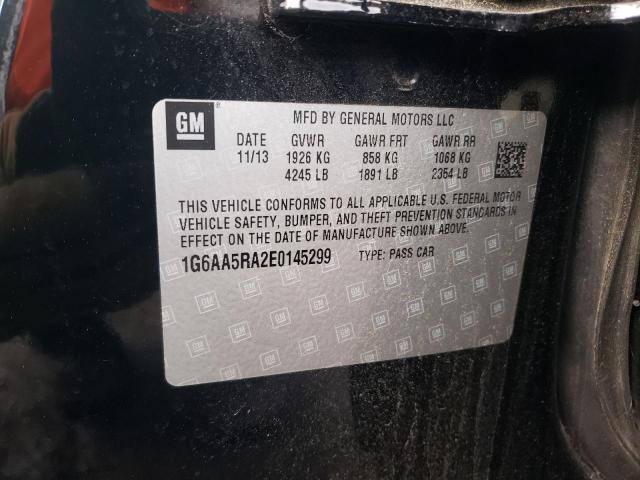 GM
MFD BY GENERAL MOTORS LLC
DATE GVWR GAWR FRT GAWR RR
11/13 1926 KG 858 KG 1068 KG
4245 LB 1891 LB 2354 LB
THIS VEHICLE CONFORMS TO ALL APPLICABLE U.S. FEDERAL MOTOR
VEHICLE SAFETY, BUMPER, AND THEFT PREVENTION STANDARDS IN
EFFECT ON THE DATE OF MANUFACTURE SHOWN ABOVE.
1G6AA5RA2E0145299 TYPE: PASS CAR